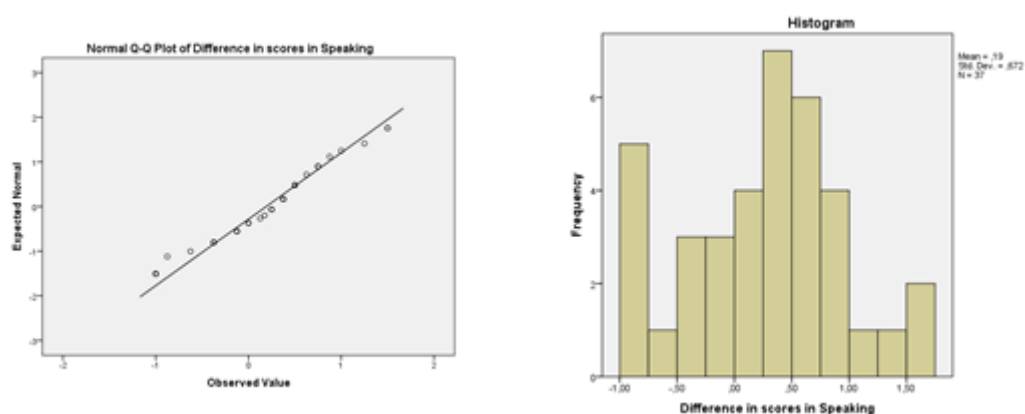 Normal Q-Q Plot of Difference in scores in Speaking
3
2
1
0
-1
-2
-3
Expected Normal
-2
-1
0
1
2
Observed Value
Histogram
Mean = ,19
Std. Dev. = ,672
N = 37
6
4
2
0
Frequency
-1,00
-,50
,00
,50
1,00
1,50
Difference in scores in Speaking